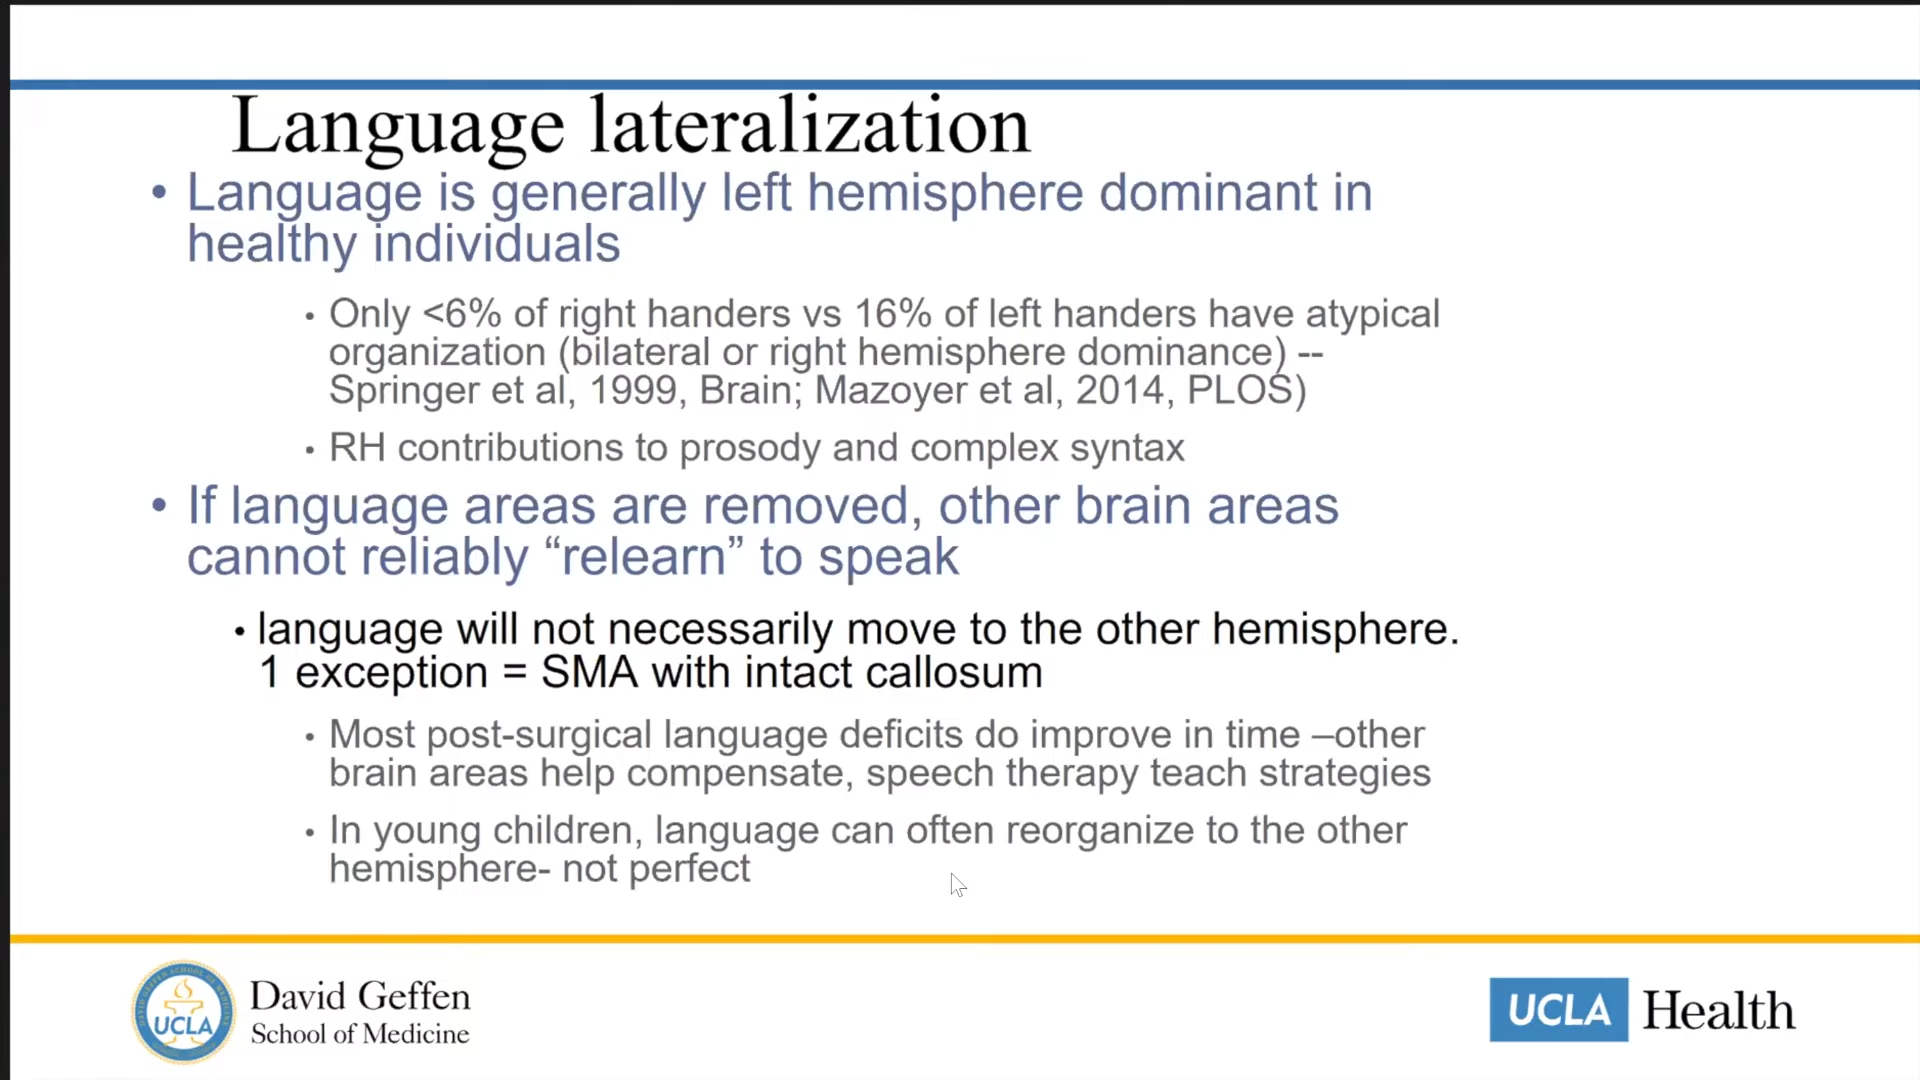 Language lateralization
• Language is generally left hemisphere dominant in
healthy individuals
• Only <6% of right handers vs 16% of left handers have atypical
organization (bilateral or right hemisphere dominance) --
Springer et al, 1999, Brain; Mazoyer et al, 2014, PLOS)
• RH contributions to prosody and complex syntax
• If language areas are removed, other brain areas
cannot reliably “relearn” to speak
• language will not necessarily move to the other hemisphere.
1 exception = SMA with intact callosum
• Most post-surgical language deficits do improve in time –other
brain areas help compensate, speech therapy teach strategies
• In young children, language can often reorganize to the other
hemisphere- not perfect
UCLA
David Geffen
School of Medicine
UCLA Health